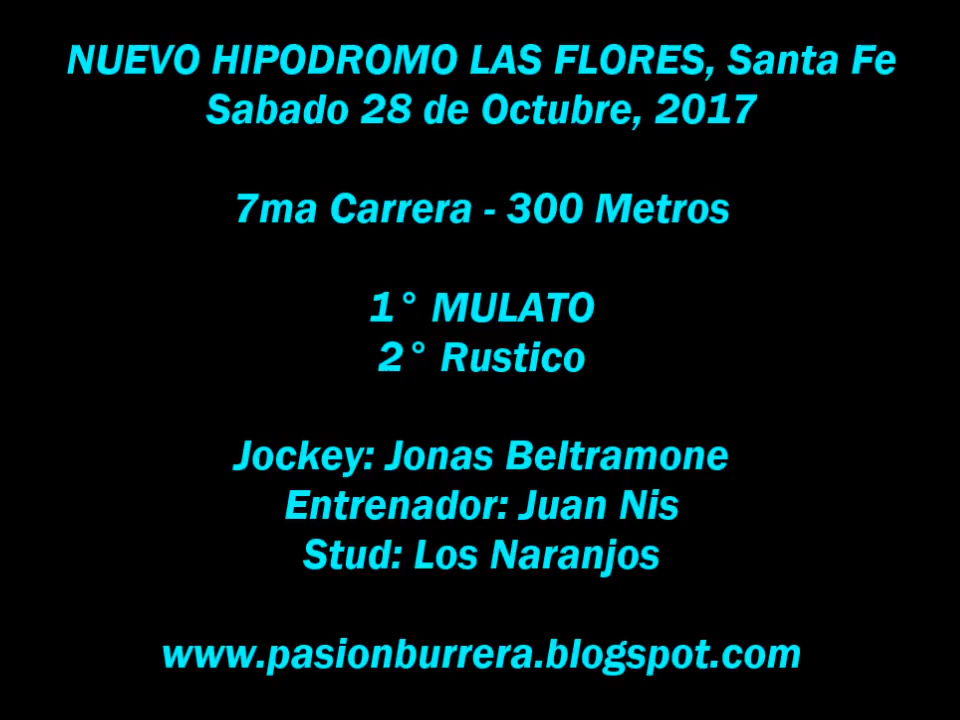 NUEVO HIPODROMO LAS FLORES, Santa Fe
Sabado 28 de Octubre, 2017
7ma Carrera - 300 Metros
1° MULATO
2° Rustico
Jockey: Jonas Beltramone
Entrenador: Juan Nis
Stud: Los Naranjos
www.pasionburrera.blogspot.com